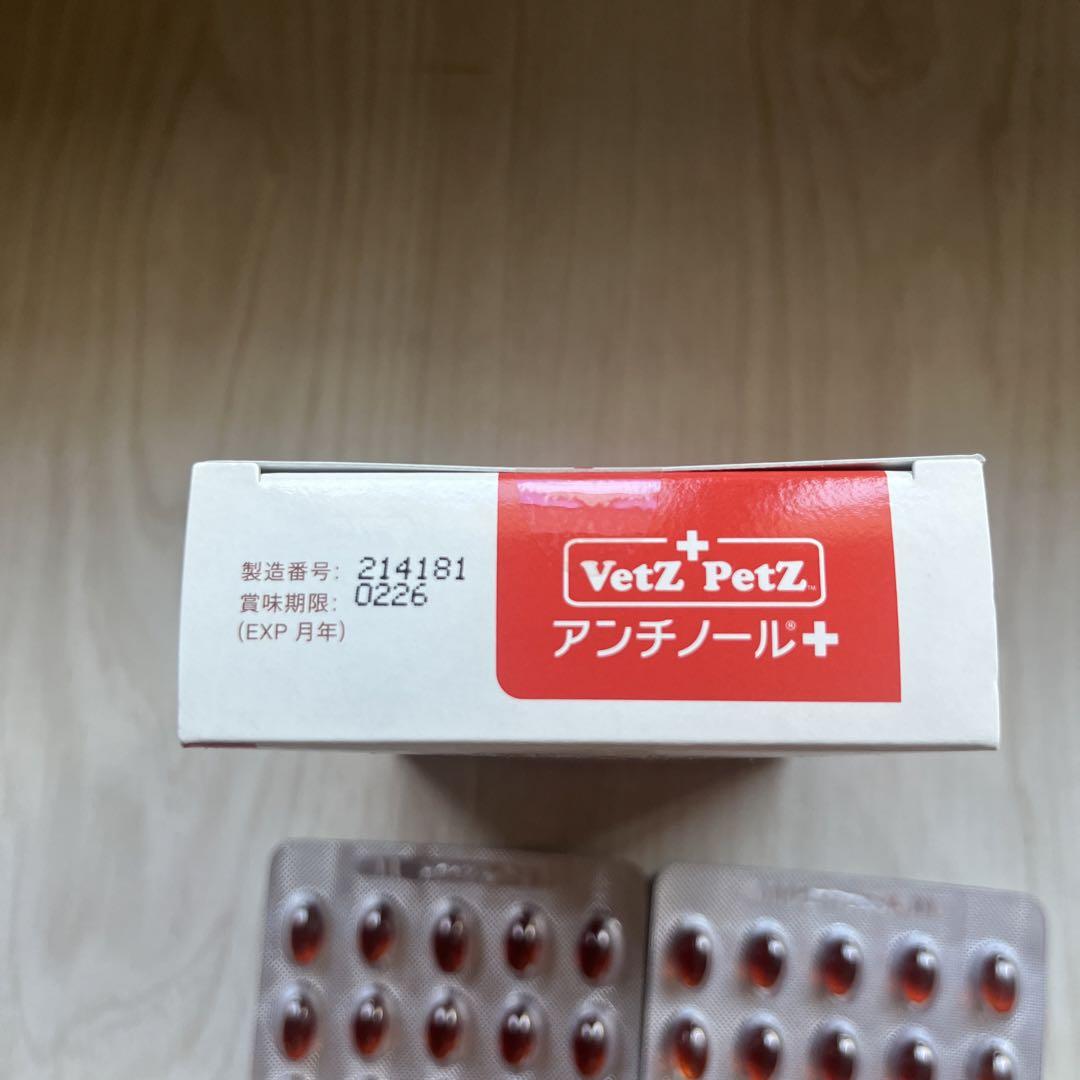 製造番号: 214181
賞味期限: 0226
(EXP 月年)
VetZ PetZ™
アンチノール®+